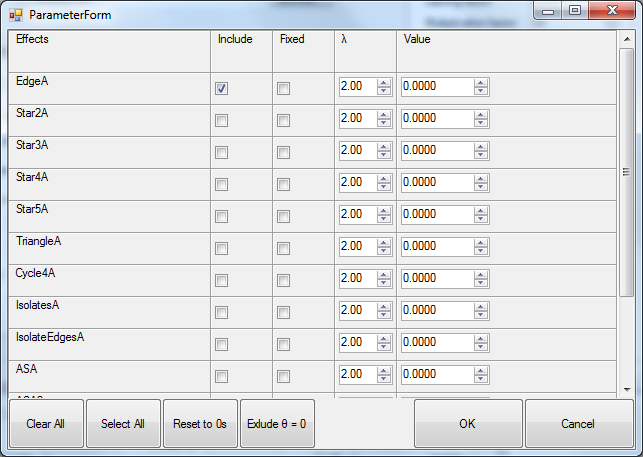 ParameterForm
Effects Include Fixed λ Value
EdgeA 2.00 0.0000
Star2A 2.00 0.0000
Star3A 2.00 0.0000
Star4A 2.00 0.0000
Star5A 2.00 0.0000
TriangleA 2.00 0.0000
Cycle4A 2.00 0.0000
IsolatesA 2.00 0.0000
IsolateEdgesA 2.00 0.0000
ASA 2.00 0.0000
Clear All Select All Reset to 0s Exlude θ = 0 OK Cancel